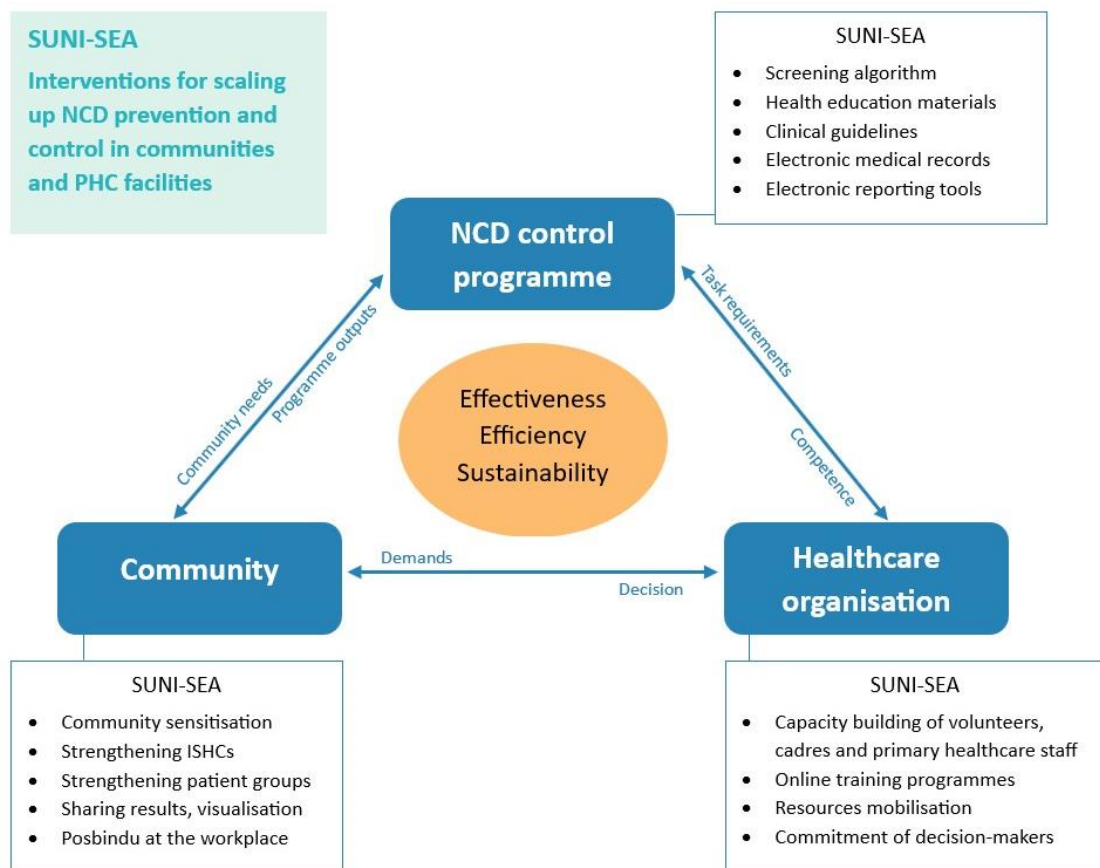 SUNI-SEA
Interventions for scaling
up NCD prevention and
control in communities
and PHC facilities
SUNI-SEA
• Screening algorithm
• Health education materials
• Clinical guidelines
• Electronic medical records
• Electronic reporting tools
NCD control
programme
Community needs
Programme outputs
Task requirements
Competence
Effectiveness
Efficiency
Sustainability
Community
Demands
Decision
Healthcare
organisation
SUNI-SEA
• Community sensitisation
• Strengthening ISHCs
• Strengthening patient groups
• Sharing results, visualisation
• Posbindu at the workplace
SUNI-SEA
• Capacity building of volunteers,
cadres and primary healthcare staff
• Online training programmes
• Resources mobilisation
• Commitment of decision-makers